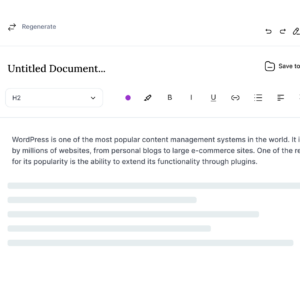 Regenerate
Untitled Document...
Save to
H2
B I U
WordPress is one of the most popular content management systems in the world. It i
by millions of websites, from personal blogs to large e-commerce sites. One of the re
for its popularity is the ability to extend its functionality through plugins.